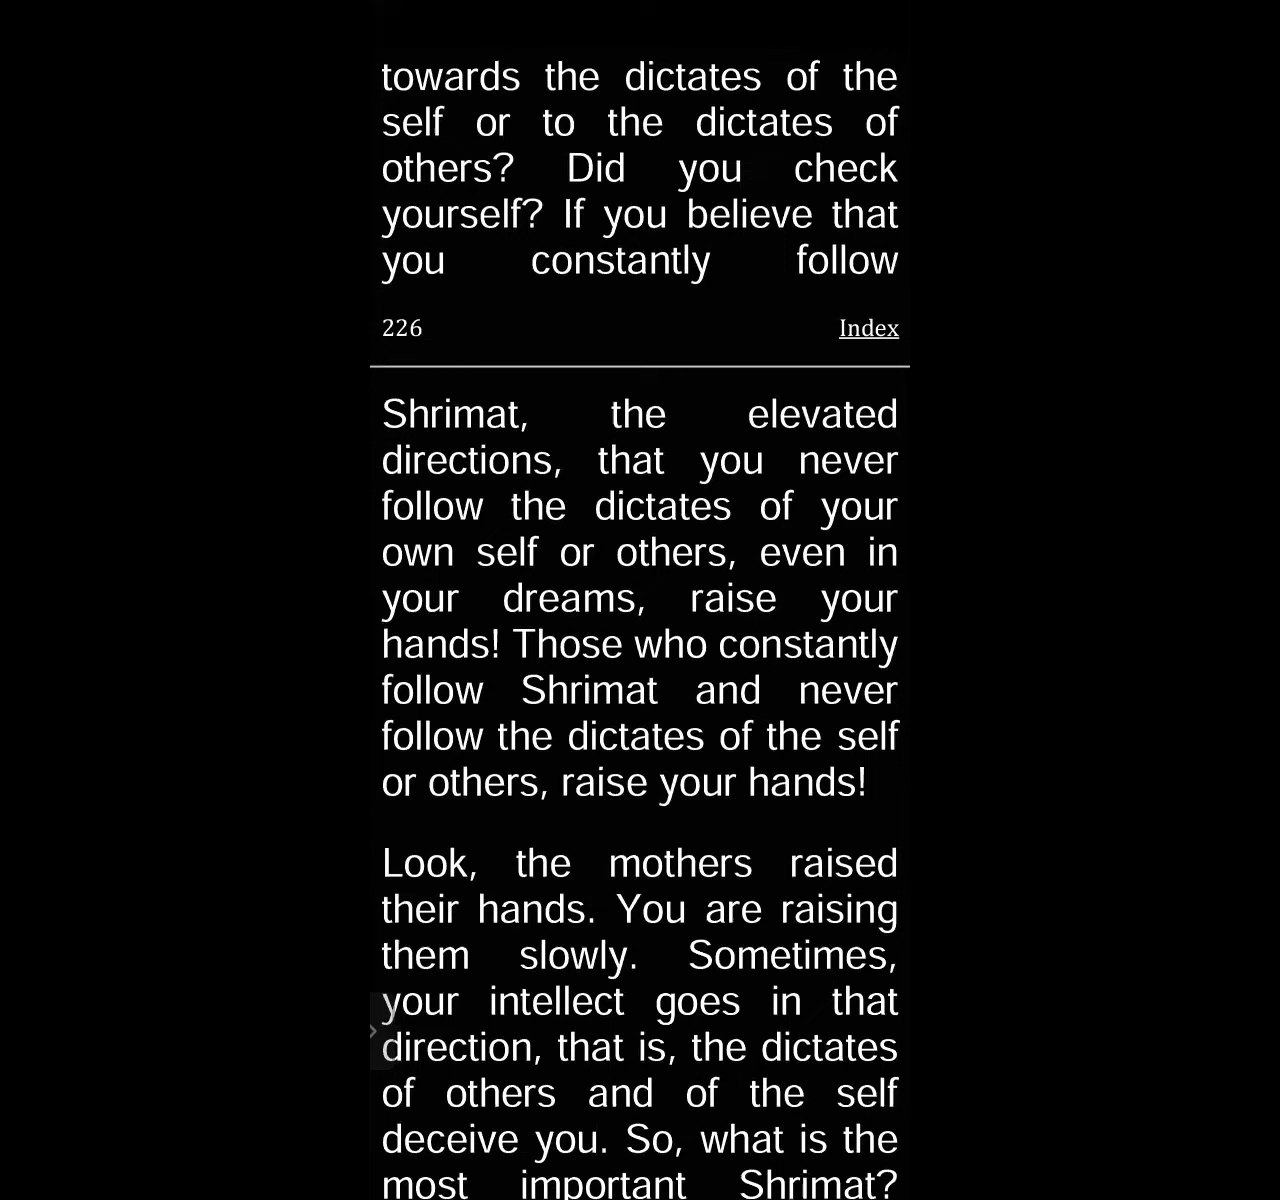 towards the dictates of the
self or to the dictates of
others? Did you check
yourself? If you believe that
you constantly follow
226 Index
Shrimat, the elevated
directions, that you never
follow the dictates of your
own self or others, even in
your dreams, raise your
hands! Those who constantly
follow Shrimat and never
follow the dictates of the self
or others, raise your hands!
Look, the mothers raised
their hands. You are raising
them slowly. Sometimes,
your intellect goes in that
direction, that is, the dictates
of others and of the self
deceive you. So, what is the
most important Shrimat?